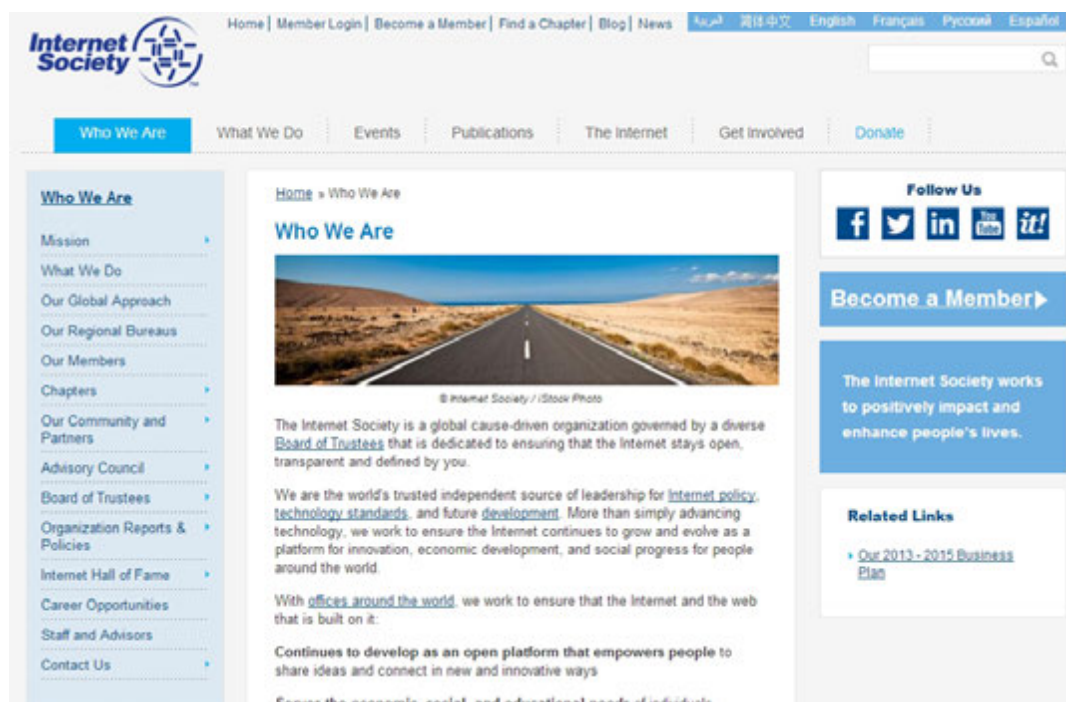 Home | Member Login | Become a Member | Find a Chapter | Blog | News
العربية 简体中文 English Français Русский Español
Internet
Society
TM
Who We Are What We Do Events Publications The Internet Get Involved Donate
Who We Are
Mission
What We Do
Our Global Approach
Our Regional Bureaus
Our Members
Chapters
Our Community and
Partners
Advisory Council
Board of Trustees
Organization Reports &
Policies
Internet Hall of Fame
Career Opportunities
Staff and Advisors
Contact Us
Home » Who We Are
Who We Are
© Internet Society / iStock Photo
The Internet Society is a global cause-driven organization governed by a diverse
Board of Trustees that is dedicated to ensuring that the Internet stays open,
transparent and defined by you.
We are the world's trusted independent source of leadership for Internet policy,
technology standards, and future development. More than simply advancing
technology, we work to ensure the Internet continues to grow and evolve as a
platform for innovation, economic development, and social progress for people
around the world.
With offices around the world, we work to ensure that the Internet and the web
that is built on it:
Continues to develop as an open platform that empowers people to
share ideas and connect in new and innovative ways
Serves the economic, social, and educational needs of individuals
Follow Us
f in You Tube it!
Become a Member
The Internet Society works
to positively impact and
enhance people's lives.
Related Links
Our 2013 - 2015 Business
Plan